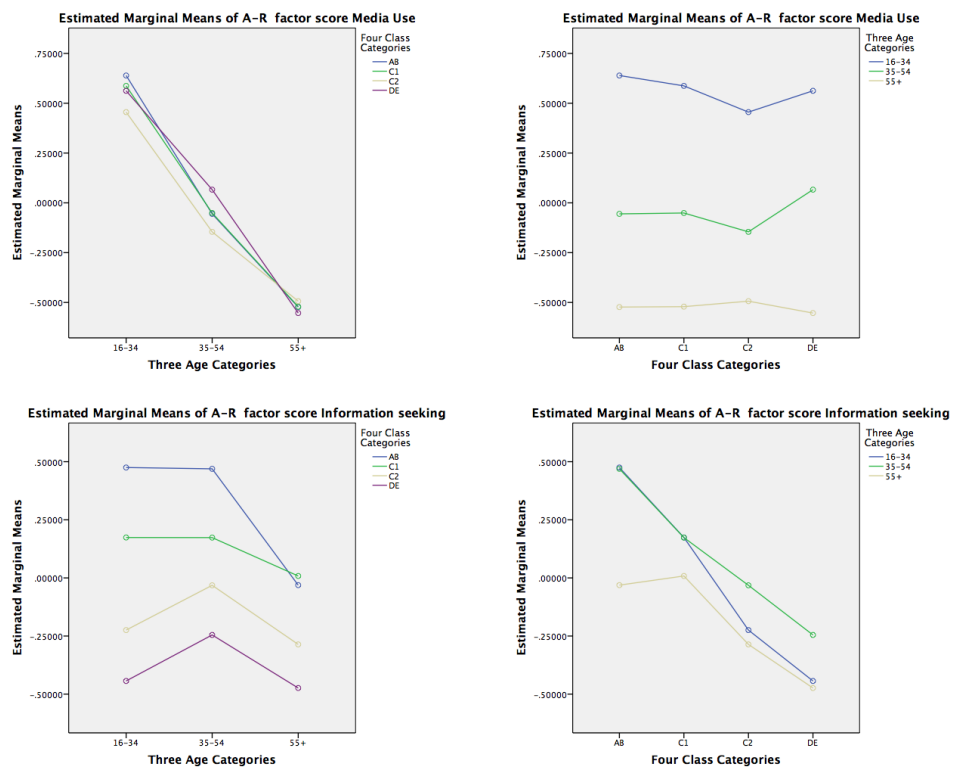 Estimated Marginal Means of A-R factor score Media Use
Four Class
Categories
AB
C1
C2
DE
Estimated Marginal Means
.75000
.50000
.25000
.00000
-.25000
-.50000
16-34
35-54
55+
Three Age Categories
Estimated Marginal Means of A-R factor score Media Use
Three Age
Categories
16-34
35-54
55+
Estimated Marginal Means
.75000
.50000
.25000
.00000
-.25000
-.50000
AB
C1
C2
DE
Four Class Categories
Estimated Marginal Means of A-R factor score Information seeking
Four Class
Categories
AB
C1
C2
DE
Estimated Marginal Means
.50000
.25000
.00000
-.25000
-.50000
16-34
35-54
55+
Three Age Categories
Estimated Marginal Means of A-R factor score Information seeking
Three Age
Categories
16-34
35-54
55+
Estimated Marginal Means
.50000
.25000
.00000
-.25000
-.50000
AB
C1
C2
DE
Four Class Categories